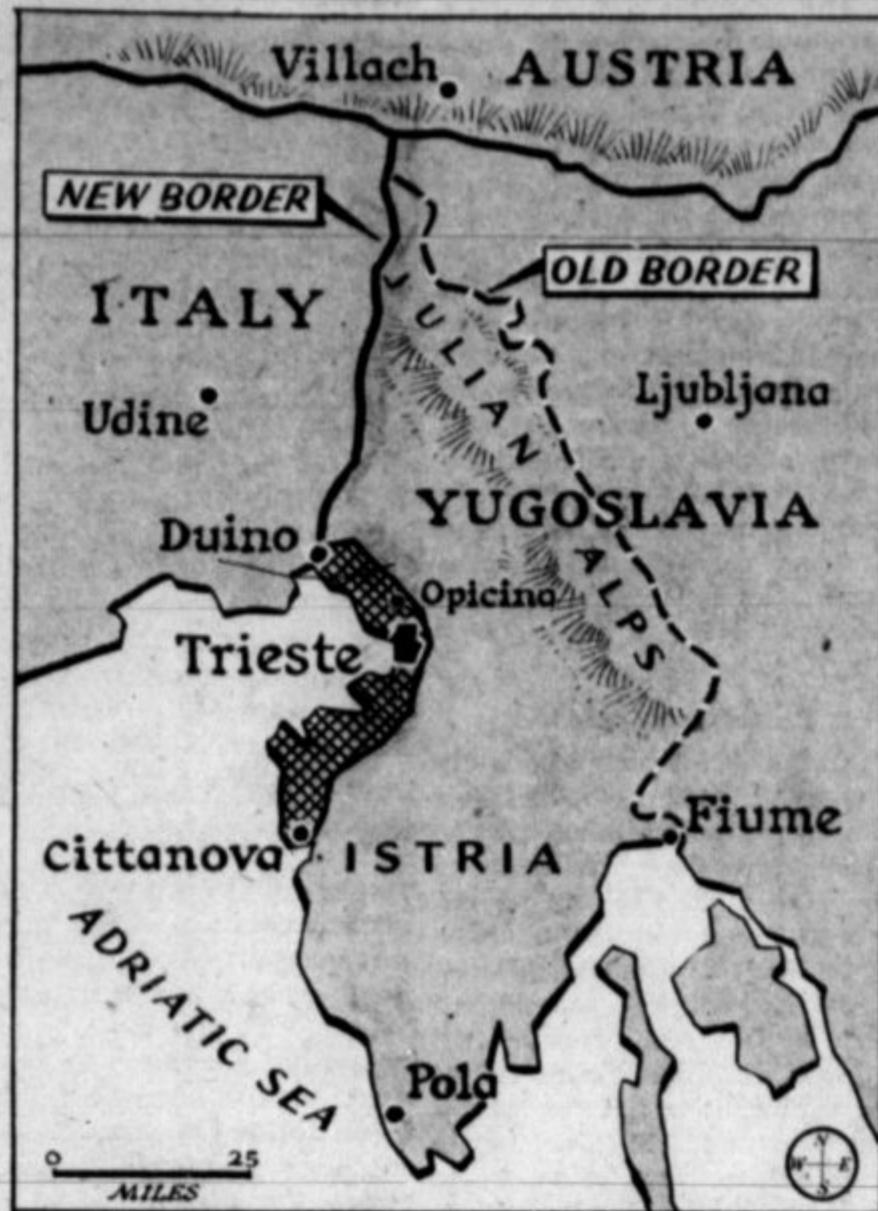 Villach
AUSTRIA
NEW BORDER
OLD BORDER
ITALY
JULIAN ALPS
Udine
Ljubljana
YUGOSLAVIA
Duino
Opicina
Trieste
Fiume
Cittanova
ISTRIA
ADRIATIC SEA
Pola
0 25
MILES
N
W E
S